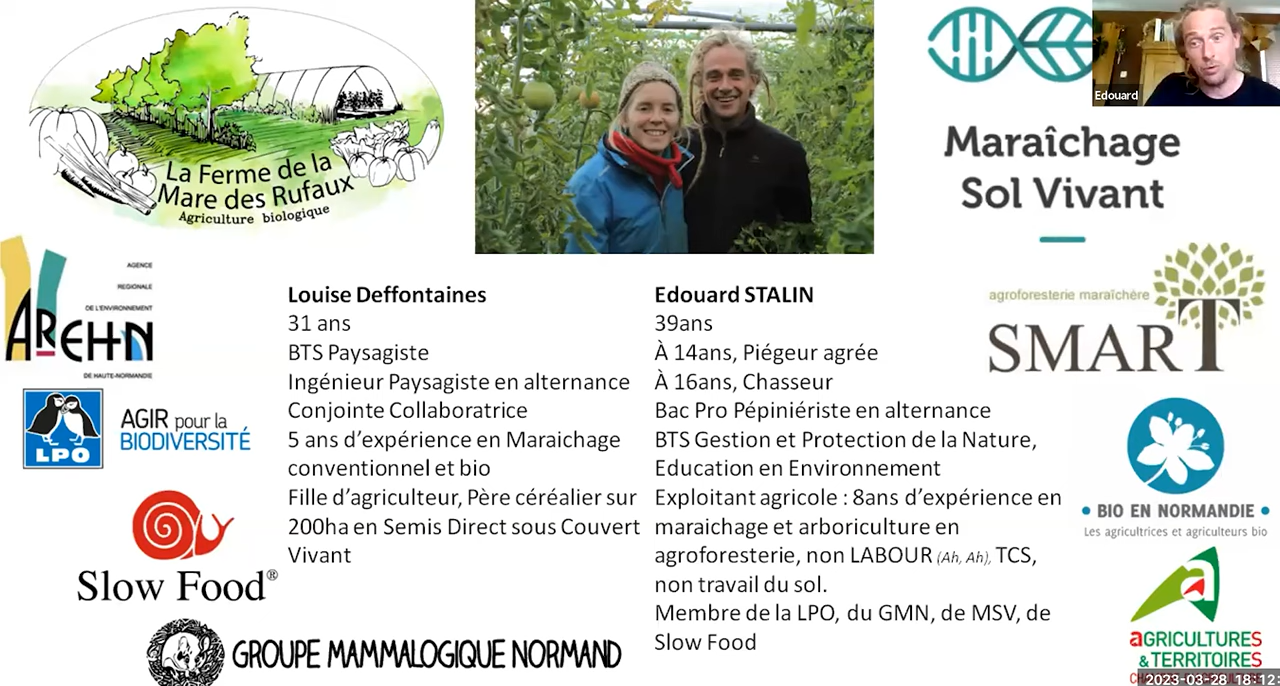 La Ferme de la
Mare des Rufaux
Agriculture biologique
Edouard
Maraîchage
Sol Vivant
AGENCE
REGIONALE
DE L'ENVIRONNEMENT
AREHN
DE HAUTE-NORMANDIE
LPO
AGIR pour la
BIODIVERSITÉ
Slow Food®
GROUPE MAMMALOGIQUE NORMAND
Louise Deffontaines
31 ans
BTS Paysagiste
Ingénieur Paysagiste en alternance
Conjointe Collaboratrice
5 ans d'expérience en Maraichage
conventionnel et bio
Fille d'agriculteur, Père céréalier sur
200ha en Semis Direct sous Couvert
Vivant
Edouard STALIN
39ans
À 14ans, Piégeur agrée
À 16ans, Chasseur
Bac Pro Pépiniériste en alternance
BTS Gestion et Protection de la Nature,
Education en Environnement
Exploitant agricole : 8ans d'expérience en
maraichage et arboriculture en
agroforesterie, non LABOUR (Ah, Ah), TCS,
non travail du sol.
Membre de la LPO, du GMN, de MSV, de
Slow Food
agroforesterie maraîchère
SMART
• BIO EN NORMANDIE •
Les agricultrices et agriculteurs bio
a
AGRICULTURES
& TERRITOIRES
2023-03-28 18:12: